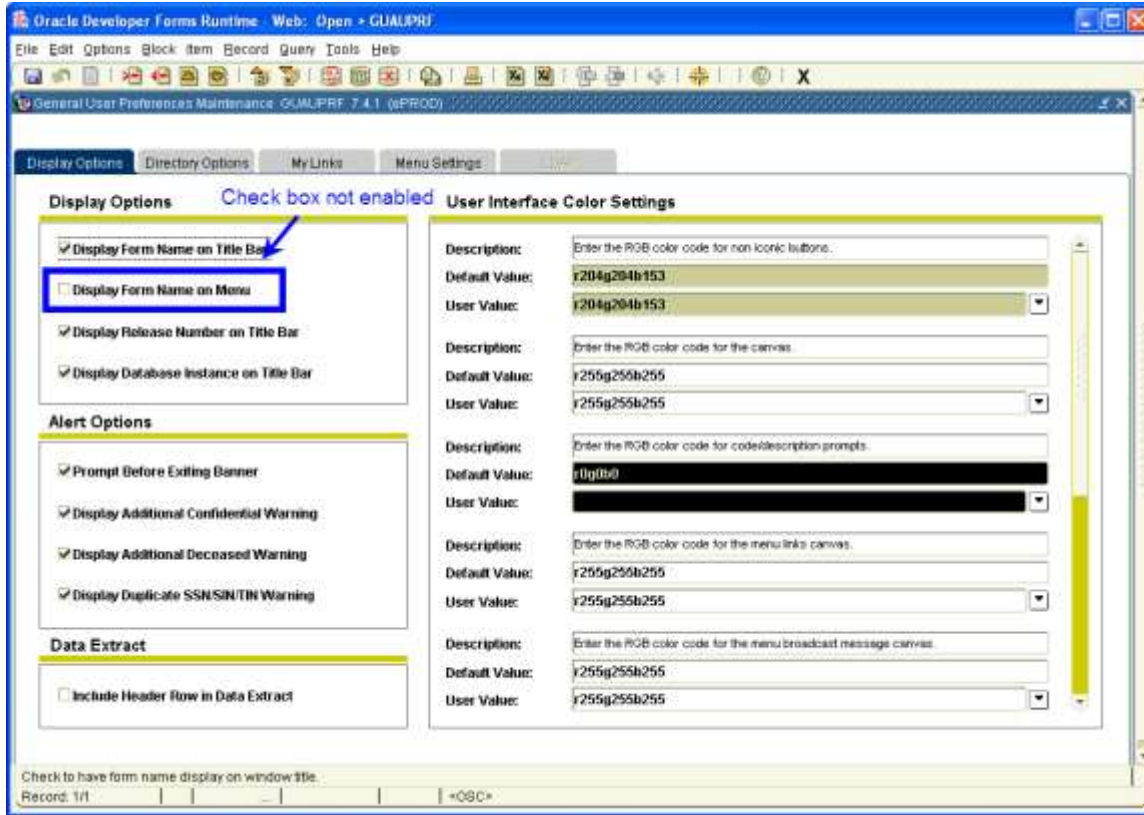 Oracle Developer Forms Runtime - Web: Open > GUAUPRF
File Edit Options Block Item Record Query Tools Help
General User Preferences Maintenance GUAUPRF 7.4.1 (ePROD)
Display Options Directory Options My Links Menu Settings
Check box not enabled
Display Options
Display Form Name on Title Bar
Display Form Name on Menu
Display Release Number on Title Bar
Display Database Instance on Title Bar
Alert Options
Prompt Before Exiting Banner
Display Additional Confidential Warning
Display Additional Deceased Warning
Display Duplicate SSN/SIN/TIN Warning
Data Extract
Include Header Row in Data Extract
User Interface Color Settings
Description: Enter the RGB color code for non iconic buttons.
Default Value: r204g204b153
User Value: r204g204b153
Description: Enter the RGB color code for the canvas.
Default Value: r255g255b255
User Value: r255g255b255
Description: Enter the RGB color code for code/description prompts.
Default Value: r0g0b0
User Value:
Description: Enter the RGB color code for the menu links canvas.
Default Value: r255g255b255
User Value: r255g255b255
Description: Enter the RGB color code for the menu broadcast message canvas.
Default Value: r255g255b255
User Value: r255g255b255
Check to have form name display on window title.
Record: 1/1 ... <OSC>